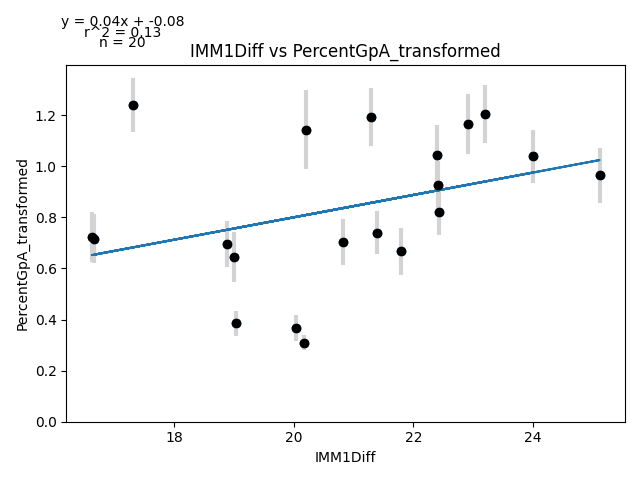 y = 0.04x + -0.08
r^2 = 0.13
n = 20
IMM1Diff vs PercentGpA_transformed
PercentGpA_transformed
1.2
1.0
0.8
0.6
0.4
0.2
0.0
18
20
22
24
IMM1Diff